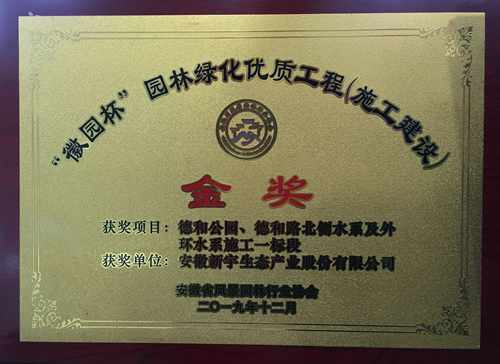 “徽园杯”园林绿化优质工程(施工建设)
金 奖
获奖项目：德和公园、德和路北侧水系及外
环水系施工一标段
获奖单位：安徽新宇生态产业股份有限公司
安徽省风景园林行业协会
二〇一九年十二月